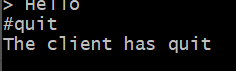 > Hello
#quit
The client has quit